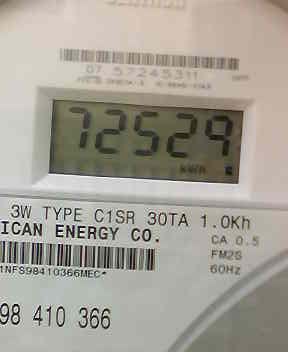 07 57245311
72529
kWh
3W TYPE C1SR 30TA 1.0Kh
ICAN ENERGY CO.
CA 0.5
FM2S
60Hz
1NFS98410366MEC*
98 410 366